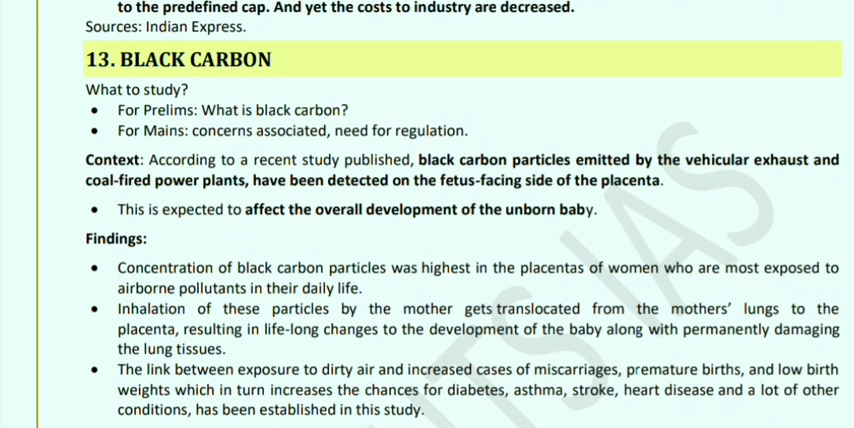 to the predefined cap. And yet the costs to industry are decreased.
Sources: Indian Express.
13. BLACK CARBON
What to study?
• For Prelims: What is black carbon?
• For Mains: concerns associated, need for regulation.
Context: According to a recent study published, black carbon particles emitted by the vehicular exhaust and
coal-fired power plants, have been detected on the fetus-facing side of the placenta.
• This is expected to affect the overall development of the unborn baby.
Findings:
• Concentration of black carbon particles was highest in the placentas of women who are most exposed to
airborne pollutants in their daily life.
• Inhalation of these particles by the mother gets translocated from the mothers’ lungs to the
placenta, resulting in life-long changes to the development of the baby along with permanently damaging
the lung tissues.
• The link between exposure to dirty air and increased cases of miscarriages, premature births, and low birth
weights which in turn increases the chances for diabetes, asthma, stroke, heart disease and a lot of other
conditions, has been established in this study.
IAS